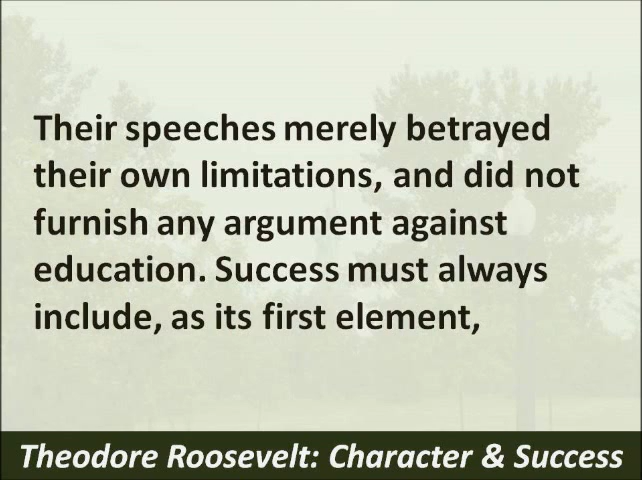 Their speeches merely betrayed
their own limitations, and did not
furnish any argument against
education. Success must always
include, as its first element,
Theodore Roosevelt: Character & Success